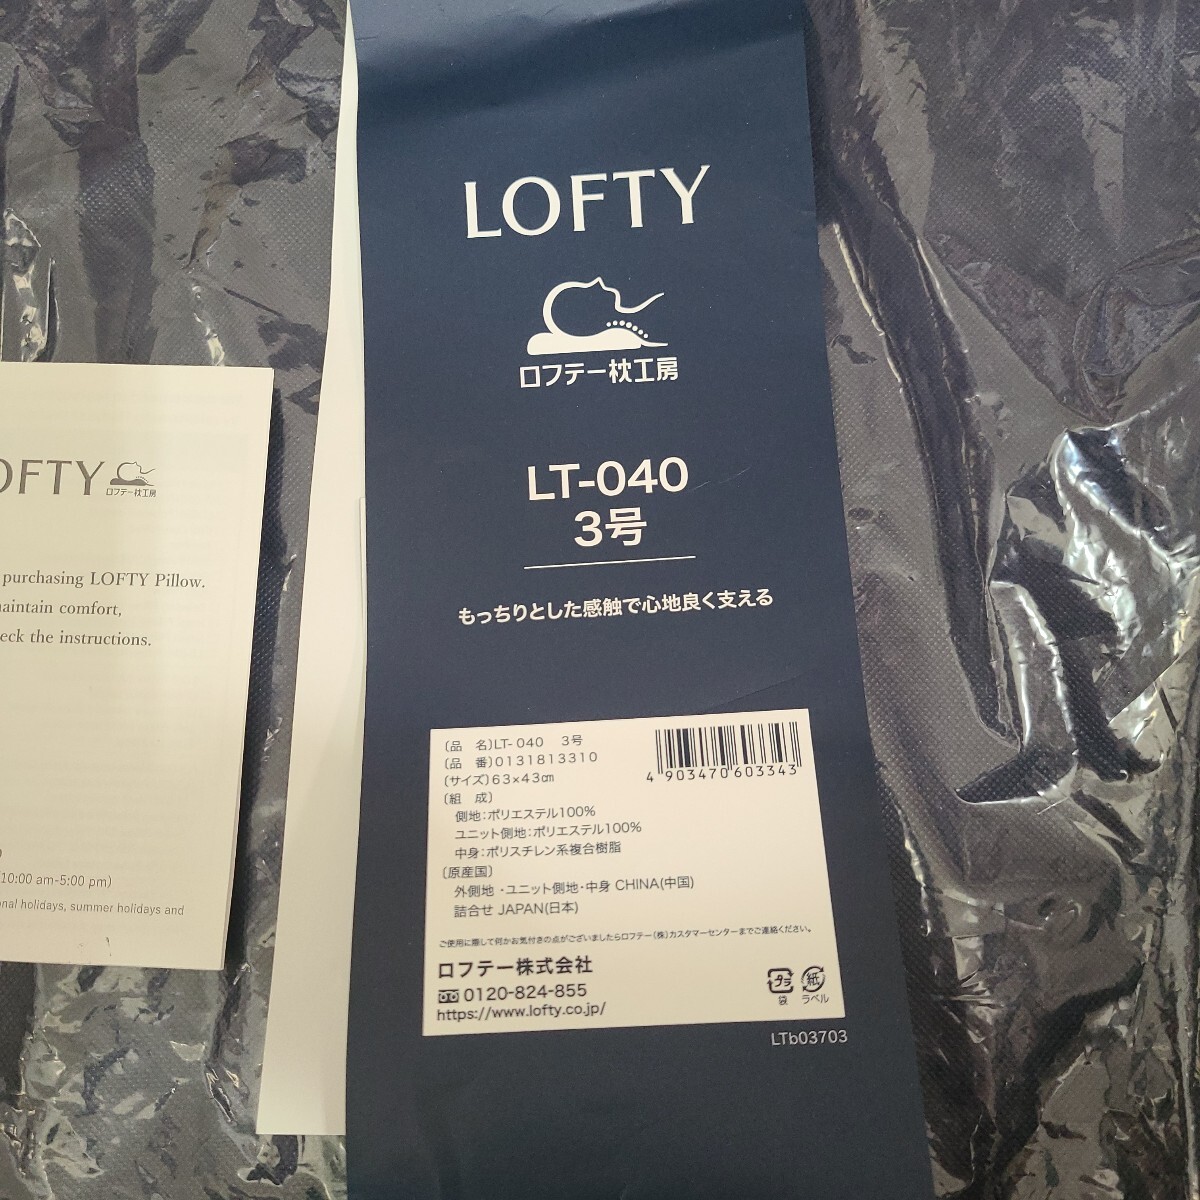 LOFTY
ロフテー枕工房
LT-040
3号
もっちりとした感触で心地良く支える
〔品　名〕LT-040　3号
〔品　番〕0131813310
〔サイズ〕63×43㎝
〔組　成〕
側地：ポリエステル100%
ユニット側地：ポリエステル100%
中身：ポリスチレン系複合樹脂
〔原産国〕
外側地・ユニット側地・中身 CHINA(中国)
詰合せ JAPAN(日本)
4 903470 603343
ご使用に際して何かお気付きの点がございましたらロフテー(株)カスタマーセンターまでご連絡ください。
ロフテー株式会社
0120-824-855
https://www.lofty.co.jp/
プラ
袋
紙
ラベル
LTb03703
OFTY
ロフテー枕工房
purchasing LOFTY Pillow.
aintain comfort,
eck the instructions.
10:00 am-5:00 pm)
onal holidays, summer holidays and